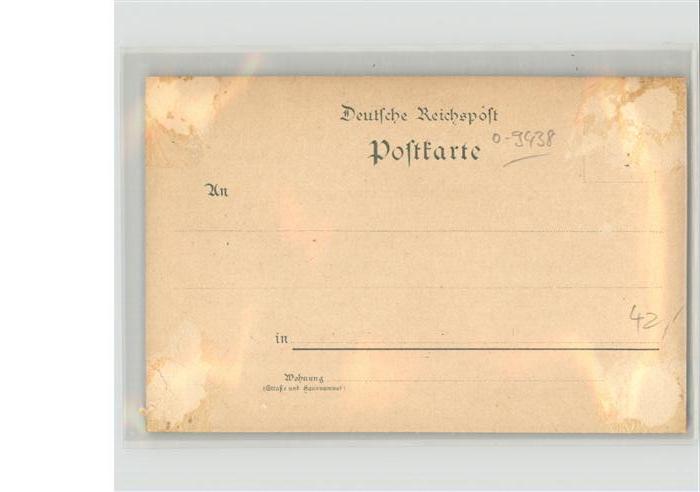 Deutsche Reichspost
Postkarte
0-9438
An
42,/
in
Wohnung
(Straße und Hausnummer)